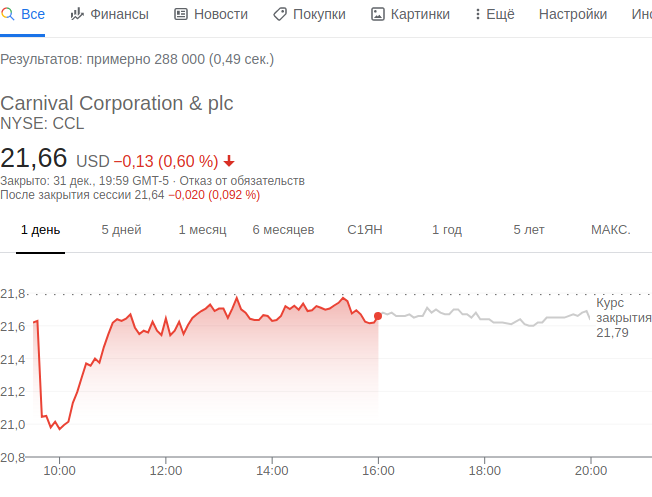 Все Финансы Новости Покупки Картинки Ещё Настройки Инс
Результатов: примерно 288 000 (0,49 сек.)
Carnival Corporation & plc
NYSE: CCL
21,66 USD −0,13 (0,60 %)
Закрыто: 31 дек., 19:59 GMT-5 · Отказ от обязательств
После закрытия сессии 21,64 −0,020 (0,092 %)
1 день 5 дней 1 месяц 6 месяцев С1ЯН 1 год 5 лет МАКС.
21,8
21,6
21,4
21,2
21,0
20,8
Курс
закрытия
21,79
10:00 12:00 14:00 16:00 18:00 20:00